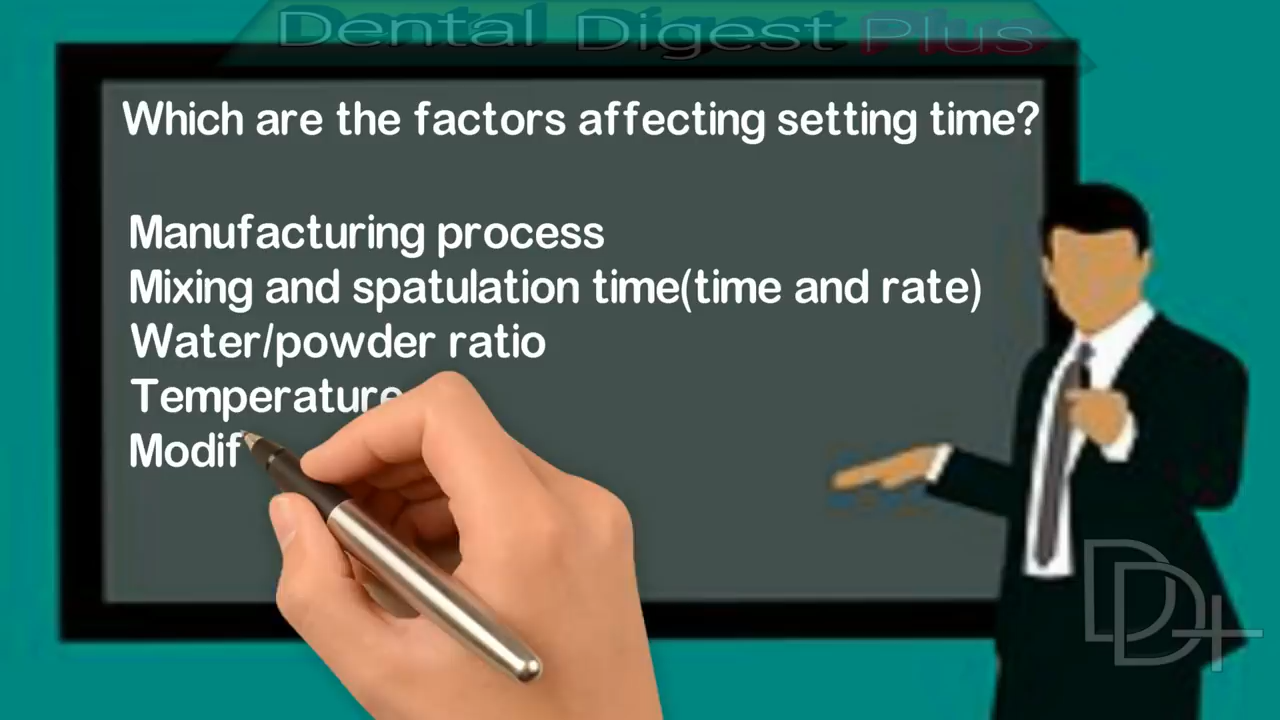 Dental Digest Plus
Which are the factors affecting setting time?
Manufacturing process
Mixing and spatulation time(time and rate)
Water/powder ratio
Temperature
Modif
DD+